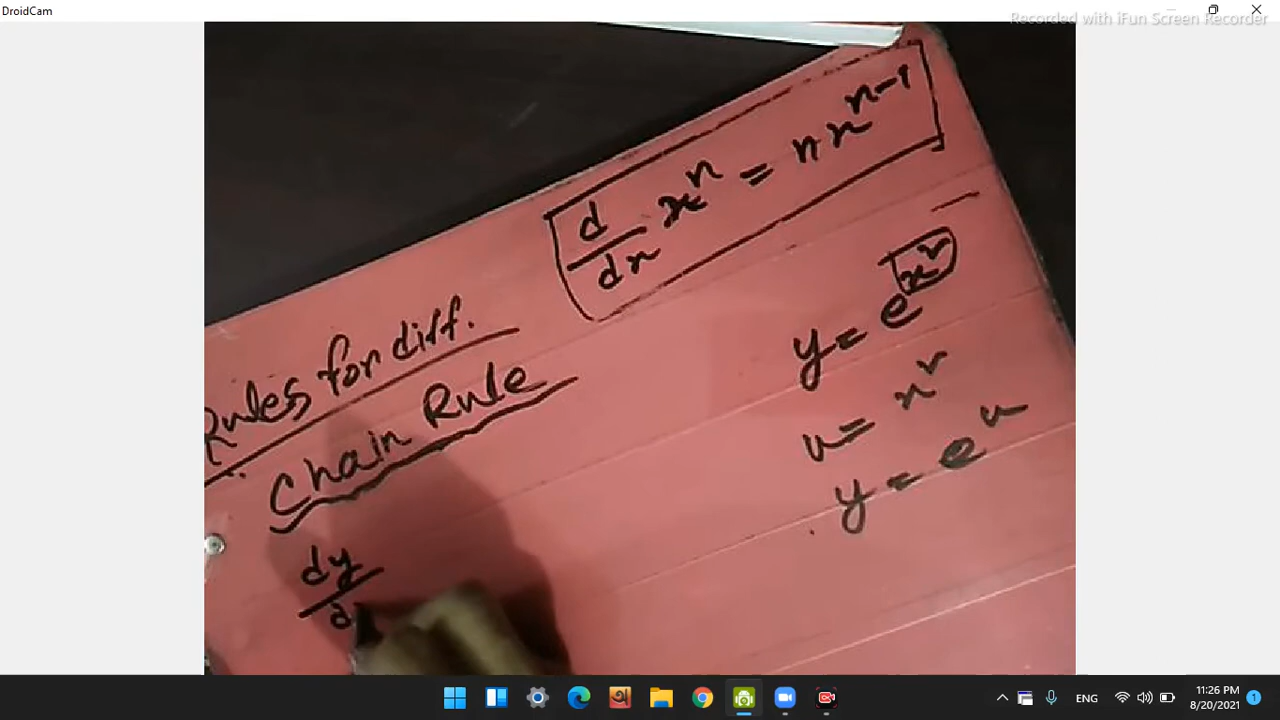 DroidCam
Recorded with iFun Screen Recorder
d/dx x^n = nx^(n-1)
Rules for diff.
Chain Rule
y = e^(x²)
u = x²
y = e^u
dy/d
ENG
11:26 PM
8/20/2021
1